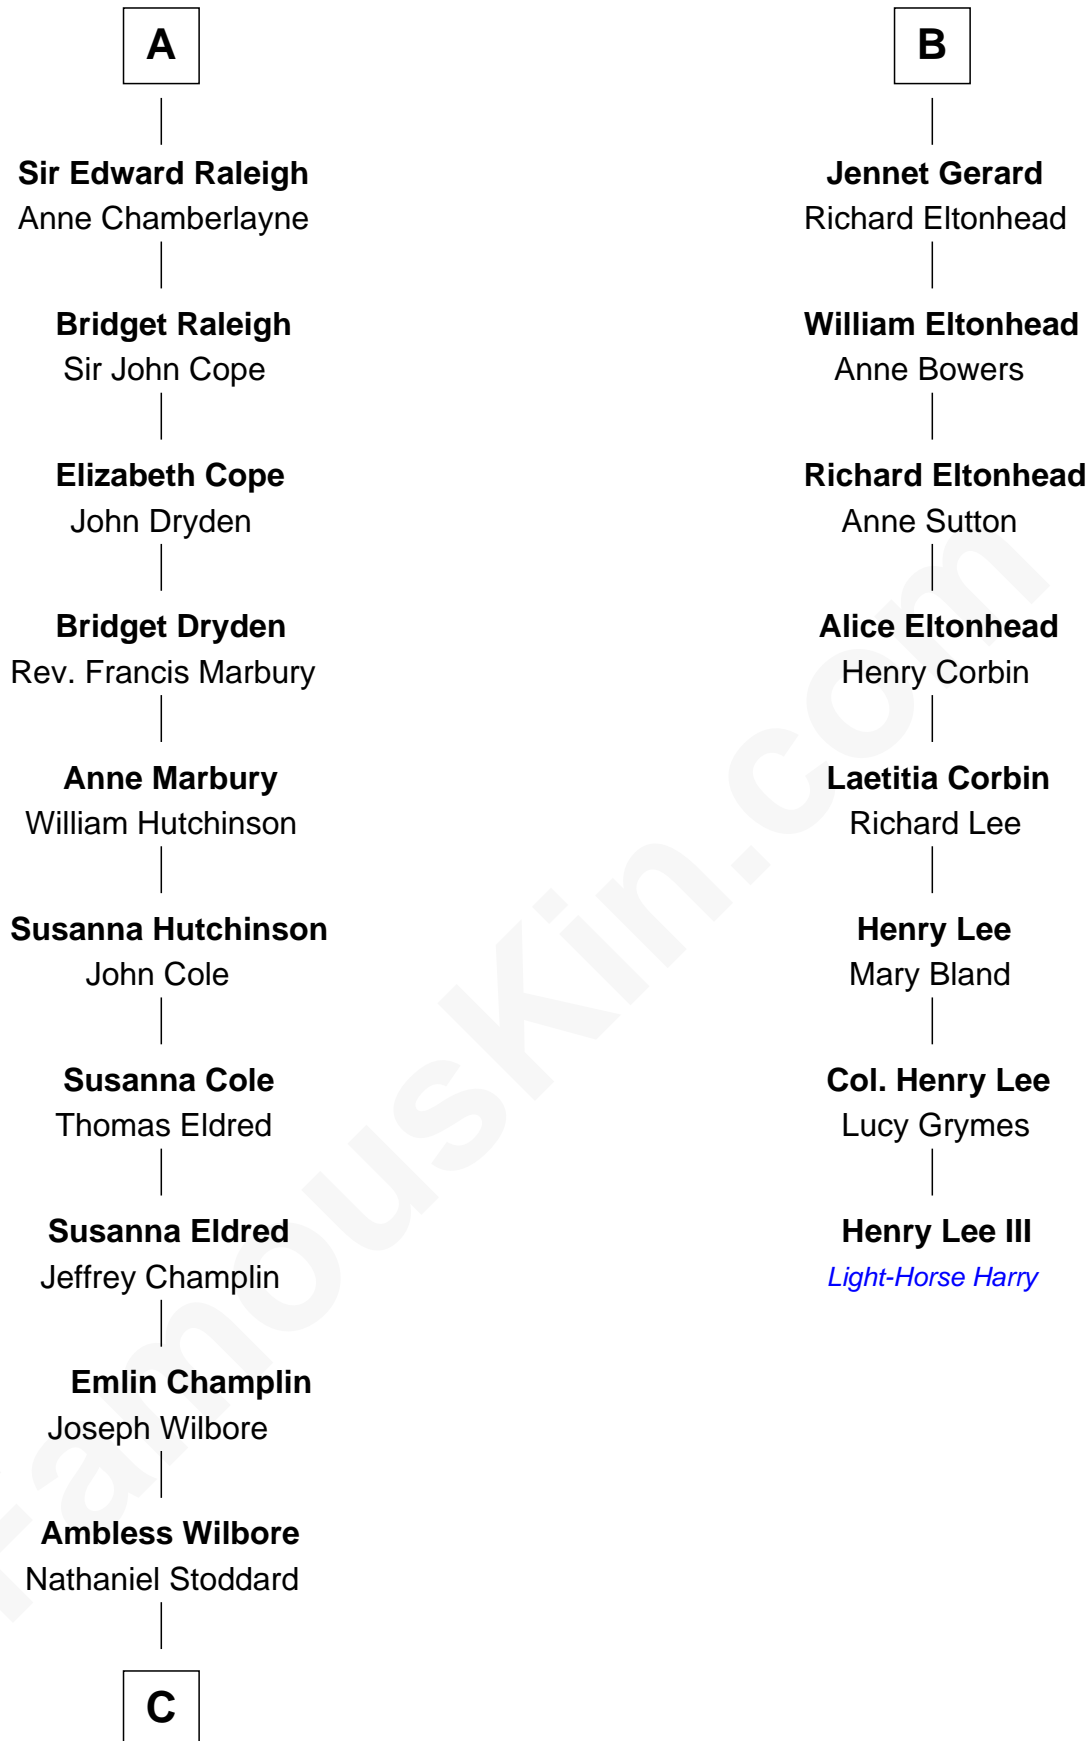 A
Sir Edward Raleigh
Anne Chamberlayne
Bridget Raleigh
Sir John Cope
Elizabeth Cope
John Dryden
Bridget Dryden
Rev. Francis Marbury
Anne Marbury
William Hutchinson
Susanna Hutchinson
John Cole
Susanna Cole
Thomas Eldred
Susanna Eldred
Jeffrey Champlin
Emlin Champlin
Joseph Wilbore
Ambless Wilbore
Nathaniel Stoddard
C
B
Jennet Gerard
Richard Eltonhead
William Eltonhead
Anne Bowers
Richard Eltonhead
Anne Sutton
Alice Eltonhead
Henry Corbin
Laetitia Corbin
Richard Lee
Henry Lee
Mary Bland
Col. Henry Lee
Lucy Grymes
Henry Lee III
Light-Horse Harry
FamousKin.com